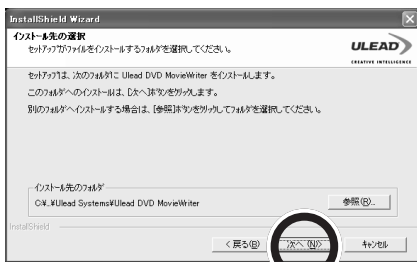 InstallShield Wizard
インストール先の選択
セットアップがファイルをインストールするフォルダを選択してください。
ULEAD
CREATIVE INTELLIGENCE
セットアップは、次のフォルダに Ulead DVD MovieWriter をインストールします。
このフォルダへのインストールは、[次へ]ボタンをクリックします。
別のフォルダへインストールする場合は、[参照]ボタンをクリックしてフォルダを選択してください。
インストール先のフォルダ
C:¥...¥Ulead Systems¥Ulead DVD MovieWriter
参照(R)...
InstallShield
< 戻る(B)
次へ (N)>
キャンセル